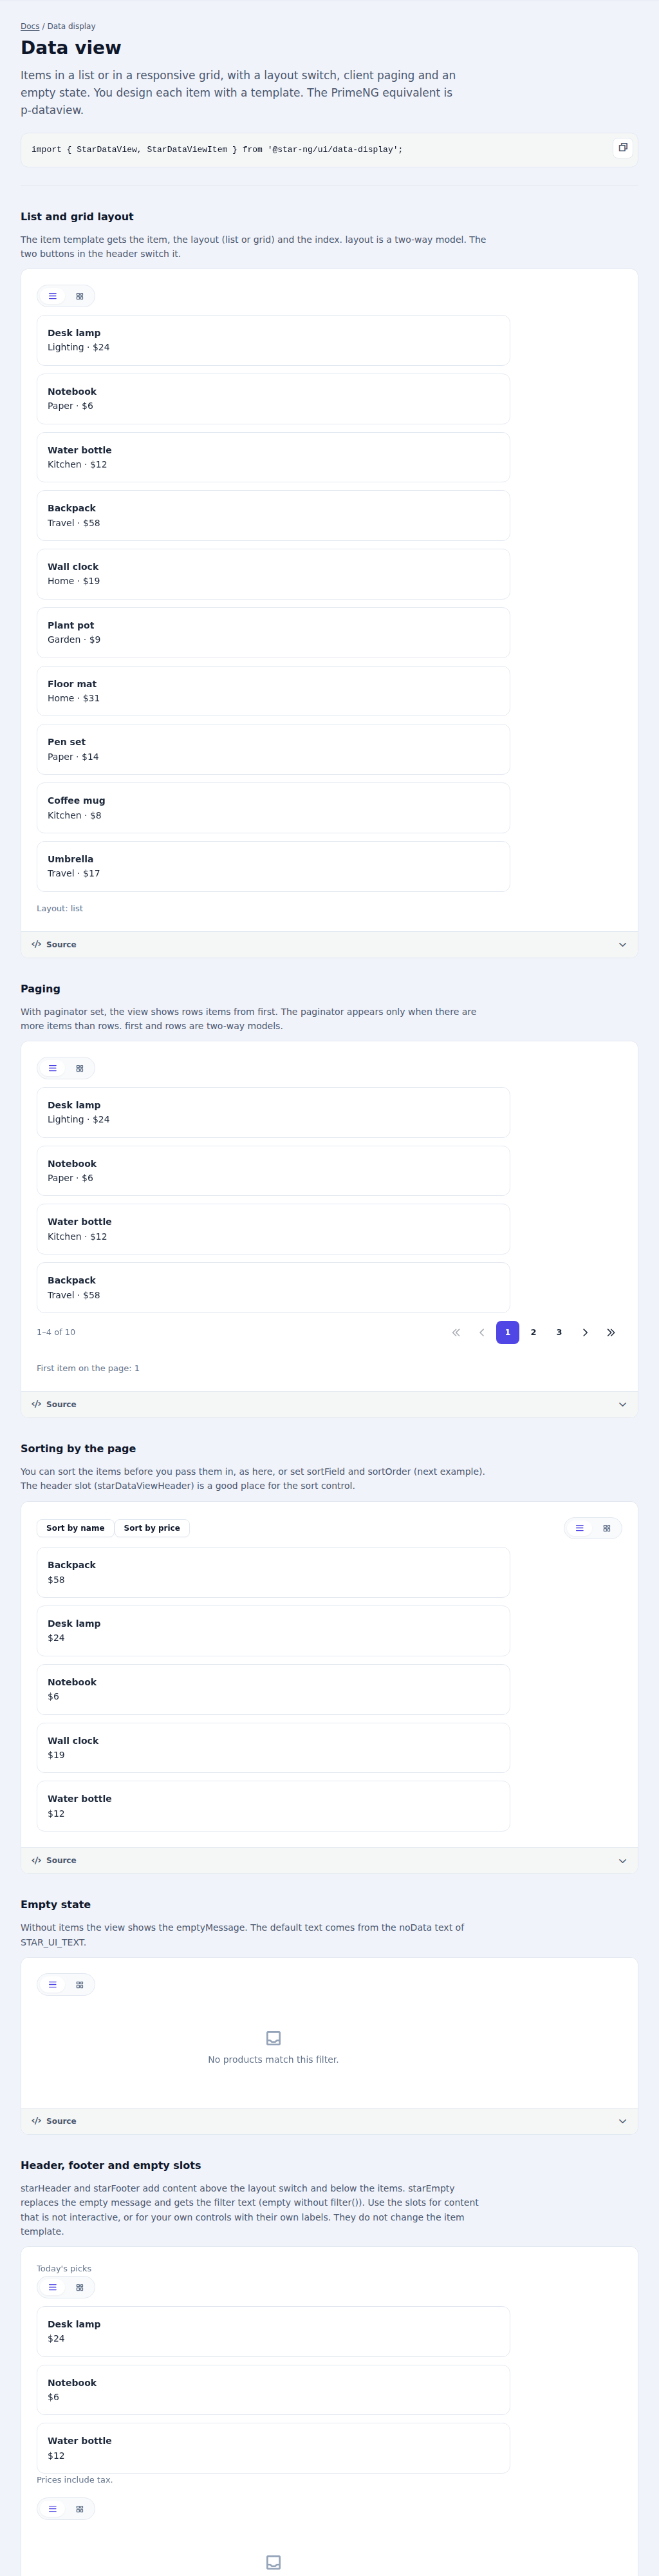 Docs / Data display
Data view
Items in a list or in a responsive grid, with a layout switch, client paging and an
empty state. You design each item with a template. The PrimeNG equivalent is
p-dataview.
import { StarDataView, StarDataViewItem } from '@star-ng/ui/data-display';
List and grid layout
The item template gets the item, the layout (list or grid) and the index. layout is a two-way model. The
two buttons in the header switch it.
Desk lamp
Lighting · $24
Notebook
Paper · $6
Water bottle
Kitchen · $12
Backpack
Travel · $58
Wall clock
Home · $19
Plant pot
Garden · $9
Floor mat
Home · $31
Pen set
Paper · $14
Coffee mug
Kitchen · $8
Umbrella
Travel · $17
Layout: list
</> Source
Paging
With paginator set, the view shows rows items from first. The paginator appears only when there are
more items than rows. first and rows are two-way models.
Desk lamp
Lighting · $24
Notebook
Paper · $6
Water bottle
Kitchen · $12
Backpack
Travel · $58
1–4 of 10 1 2 3
First item on the page: 1
</> Source
Sorting by the page
You can sort the items before you pass them in, as here, or set sortField and sortOrder (next example).
The header slot (starDataViewHeader) is a good place for the sort control.
Sort by name Sort by price
Backpack
$58
Desk lamp
$24
Notebook
$6
Wall clock
$19
Water bottle
$12
</> Source
Empty state
Without items the view shows the emptyMessage. The default text comes from the noData text of
STAR_UI_TEXT.
No products match this filter.
</> Source
Header, footer and empty slots
starHeader and starFooter add content above the layout switch and below the items. starEmpty
replaces the empty message and gets the filter text (empty without filter()). Use the slots for content
that is not interactive, or for your own controls with their own labels. They do not change the item
template.
Today's picks
Desk lamp
$24
Notebook
$6
Water bottle
$12
Prices include tax.